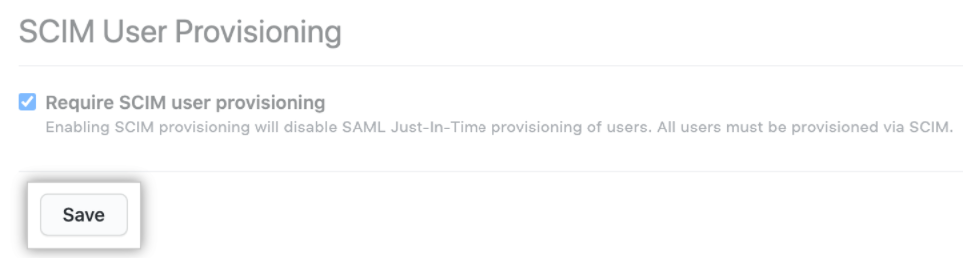 SCIM User Provisioning
Require SCIM user provisioning
Enabling SCIM provisioning will disable SAML Just-In-Time provisioning of users. All users must be provisioned via SCIM.
Save